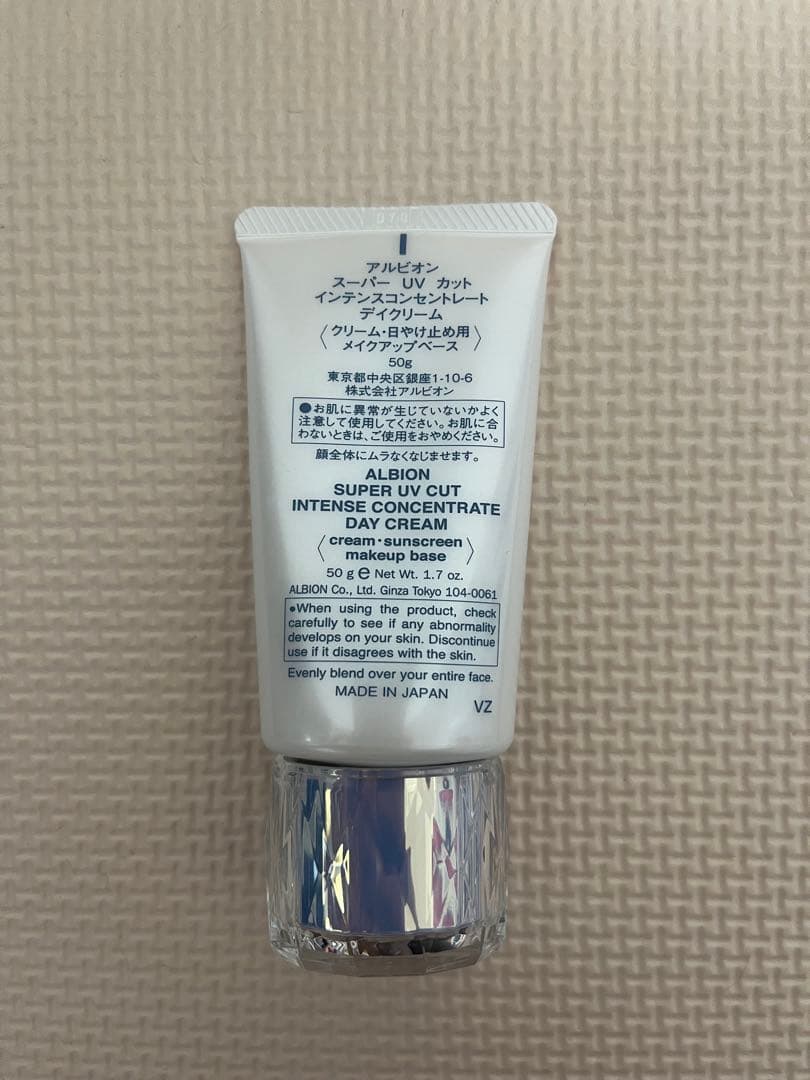 アルビオン
スーパー UV カット
インテンスコンセントレート
デイクリーム
〈クリーム・日やけ止め用
メイクアップベース〉
50g
東京都中央区銀座1-10-6
株式会社アルビオン
●お肌に異常が生じていないかよく
注意して使用してください。お肌に合
わないときは、ご使用をおやめください。
顔全体にムラなくなじませます。
ALBION
SUPER UV CUT
INTENSE CONCENTRATE
DAY CREAM
〈cream・sunscreen
makeup base〉
50 g ℮ Net Wt. 1.7 oz.
ALBION Co., Ltd. Ginza Tokyo 104-0061
●When using the product, check
carefully to see if any abnormality
develops on your skin. Discontinue
use if it disagrees with the skin.
Evenly blend over your entire face.
MADE IN JAPAN
VZ